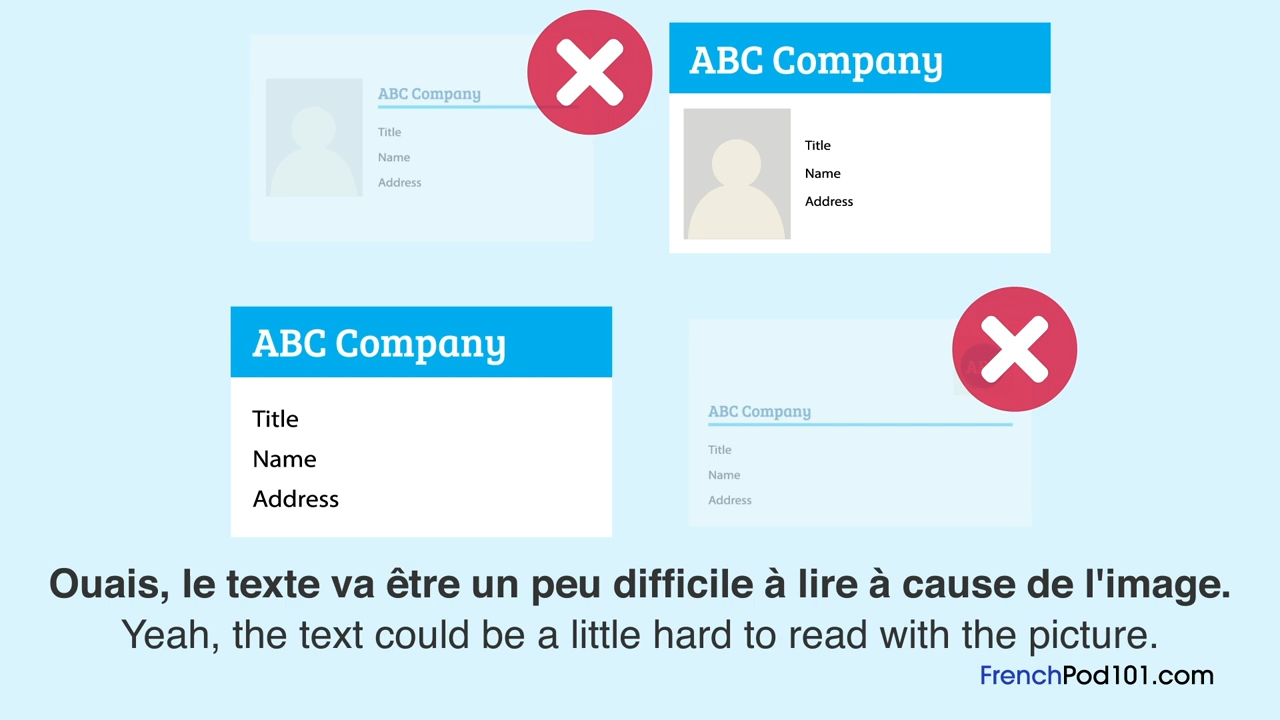 ABC Company
Title
Name
Address
ABC Company
Title
Name
Address
ABC Company
Title
Name
Address
ABC Company
Title
Name
Address
Ouais, le texte va être un peu difficile à lire à cause de l'image.
Yeah, the text could be a little hard to read with the picture.
FrenchPod101.com